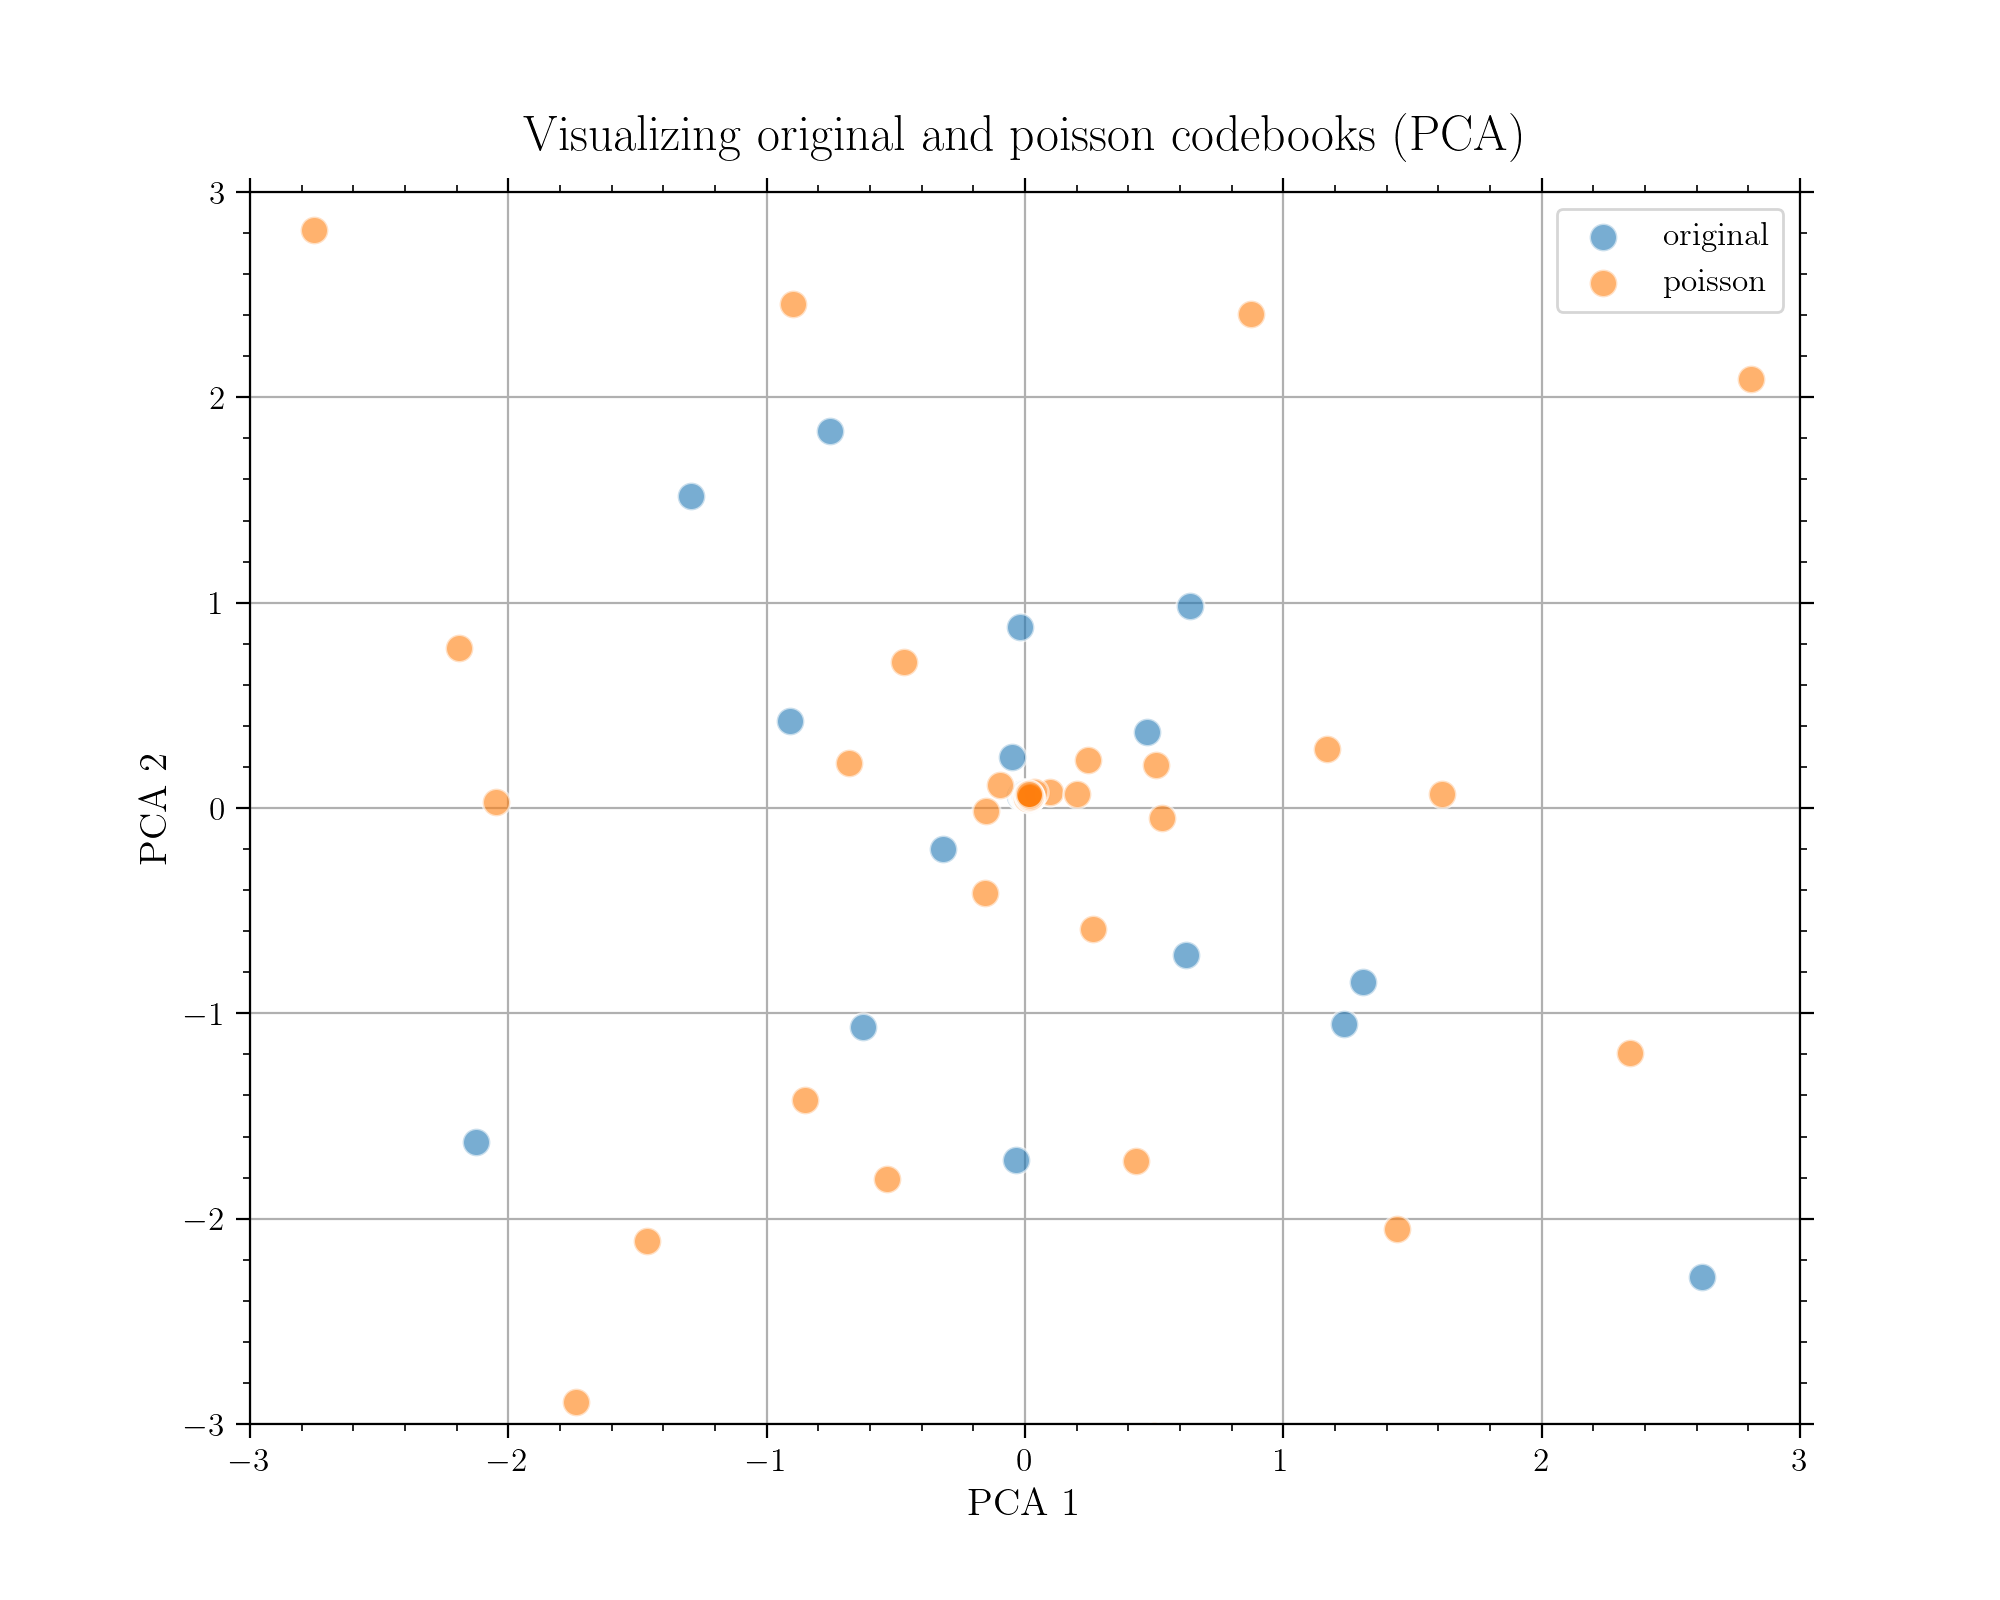 Visualizing original and poisson codebooks (PCA)
original
poisson
3
2
1
0
−1
−2
−3
PCA 2
−3 −2 −1 0 1 2 3
PCA 1